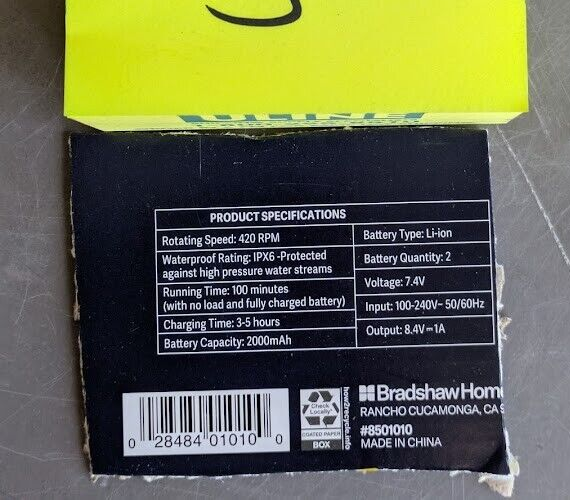 PRODUCT SPECIFICATIONS
Rotating Speed: 420 RPM
Waterproof Rating: IPX6 -Protected
against high pressure water streams
Running Time: 100 minutes
(with no load and fully charged battery)
Charging Time: 3-5 hours
Battery Capacity: 2000mAh
Battery Type: Li-ion
Battery Quantity: 2
Voltage: 7.4V
Input: 100-240V~ 50/60Hz
Output: 8.4V⎓1A
0 28484 01010 0
Check
Locally*
COATED PAPER
BOX
how2recycle.info
BradshawHom
RANCHO CUCAMONGA, CA
#8501010
MADE IN CHINA